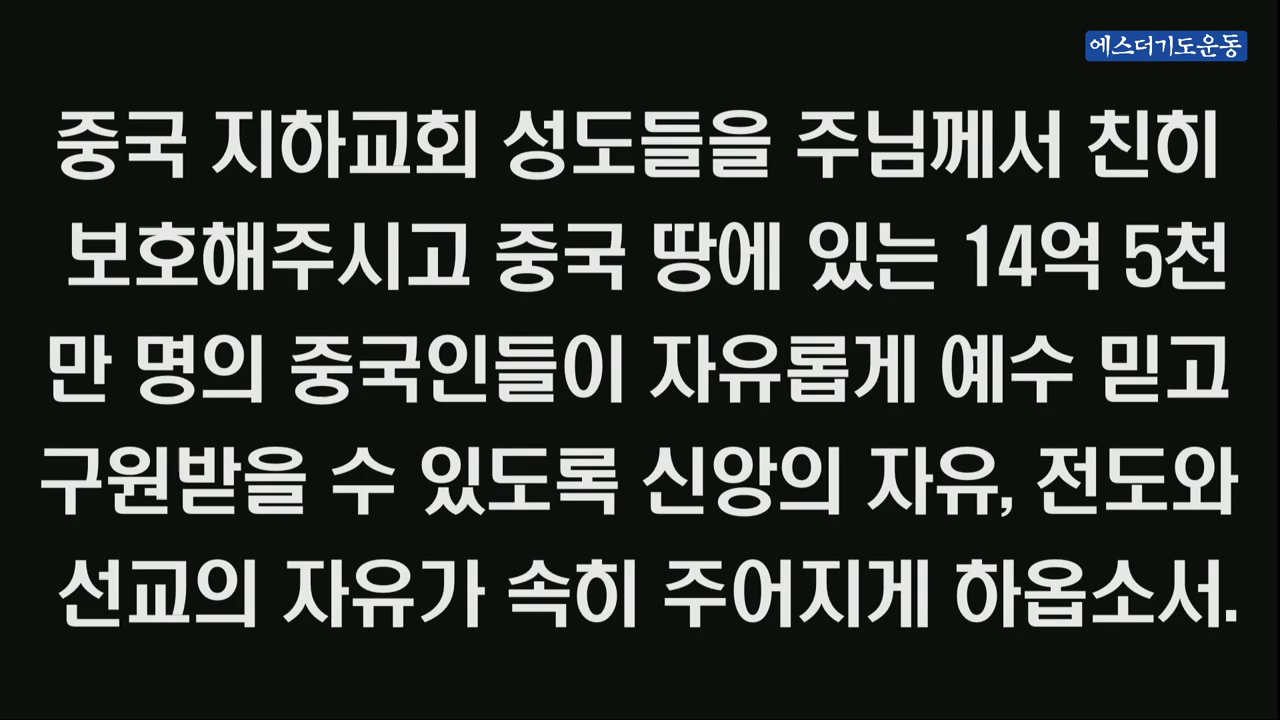 에스더기도운동
중국 지하교회 성도들을 주님께서 친히
보호해주시고 중국 땅에 있는 14억 5천
만 명의 중국인들이 자유롭게 예수 믿고
구원받을 수 있도록 신앙의 자유, 전도와
선교의 자유가 속히 주어지게 하옵소서.